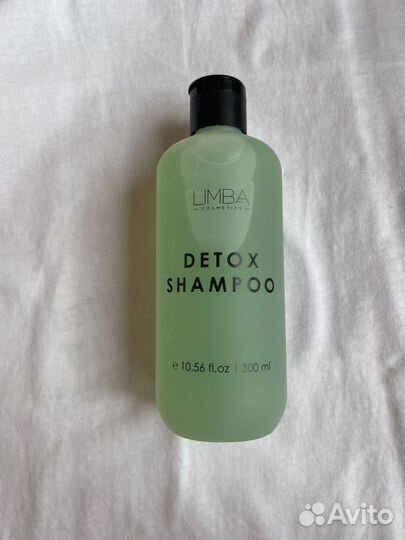 LIMBA
COSMETICS
DETOX
SHAMPOO
e 10.56 fl.oz | 300 ml
Avito